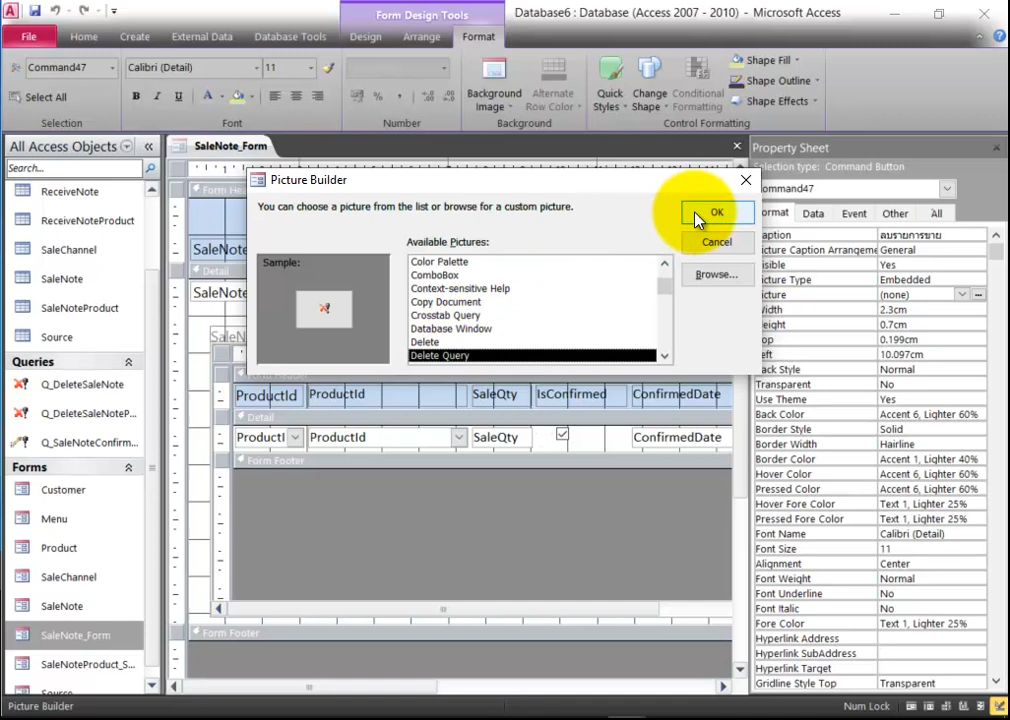 Form Design Tools
Database6 : Database (Access 2007 - 2010) - Microsoft Access
File
Home
Create
External Data
Database Tools
Design
Arrange
Format
Command47
Select All
Selection
Calibri (Detail)
11
B I U
Font
Number
Background Image
Alternate Row Color
Background
Quick Styles
Change Shape
Conditional Formatting
Shape Fill
Shape Outline
Shape Effects
Control Formatting
All Access Objects
Search...
ReceiveNote
ReceiveNoteProduct
SaleChannel
SaleNote
SaleNoteProduct
Source
Queries
Q_DeleteSaleNote
Q_DeleteSaleNoteP...
Q_SaleNoteConfirm...
Forms
Customer
Menu
Product
SaleChannel
SaleNote
SaleNote_Form
SaleNoteProduct_S...
SaleNote_Form
Picture Builder
You can choose a picture from the list or browse for a custom picture.
Sample:
Available Pictures:
Color Palette
ComboBox
Context-sensitive Help
Copy Document
Crosstab Query
Database Window
Delete
Delete Query
OK
Cancel
Browse...
SaleNote
Detail
SaleNote
ProductId
ProductId
SaleQty
IsConfirmed
ConfirmedDate
Detail
ProductI
ProductId
SaleQty
ConfirmedDate
Form Footer
Form Footer
Property Sheet
Selection type: Command Button
ommand47
ormat
Data
Event
Other
All
Caption ลบรายการขาย
Picture Caption Arrangeme General
isible Yes
Picture Type Embedded
Picture (none)
Width 2.3cm
eight 0.7cm
op 0.199cm
eft 10.097cm
Back Style Normal
Transparent No
Use Theme Yes
Back Color Accent 6, Lighter 60%
Border Style Solid
Border Width Hairline
Border Color Accent 1, Lighter 40%
Hover Color Accent 6, Lighter 60%
Pressed Color Accent 6, Lighter 60%
Hover Fore Color Text 1, Lighter 25%
Pressed Fore Color Text 1, Lighter 25%
Font Name Calibri (Detail)
Font Size 11
Alignment Center
Font Weight Normal
Font Underline No
Font Italic No
Fore Color Text 1, Lighter 25%
Hyperlink Address
Hyperlink SubAddress
Hyperlink Target
Gridline Style Top Transparent
Picture Builder
Num Lock